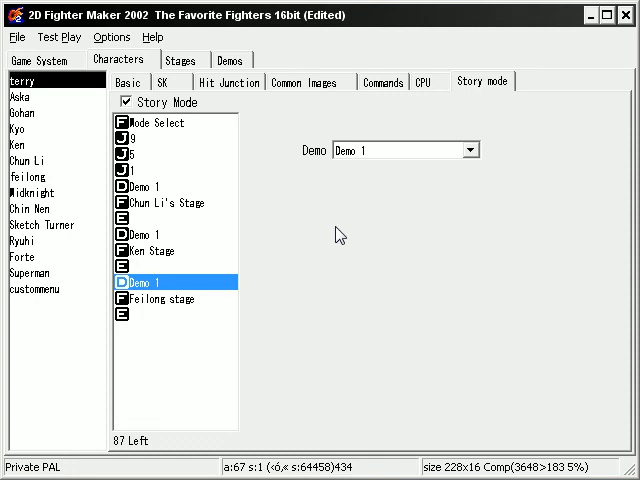 2D Fighter Maker 2002 The Favorite Fighters 16bit (Edited)
File Test Play Options Help
Game System Characters Stages Demos
Basic SK Hit Junction Common Images Commands CPU Story mode
terry
Aska
Gohan
Kyo
Ken
Chun Li
feilong
Midknight
Chin Nen
Sketch Turner
Ryuhi
Forte
Superman
custommenu
Story Mode
F Mode Select
J 9
J 5
J 1
D Demo 1
F Chun Li's Stage
E
D Demo 1
F Ken Stage
E
D Demo 1
F Feilong stage
E
87 Left
Demo Demo 1
Private PAL
a:67 s:1 (‹ó‚« s:64458)434
size 228x16 Comp(3648>183 5%)